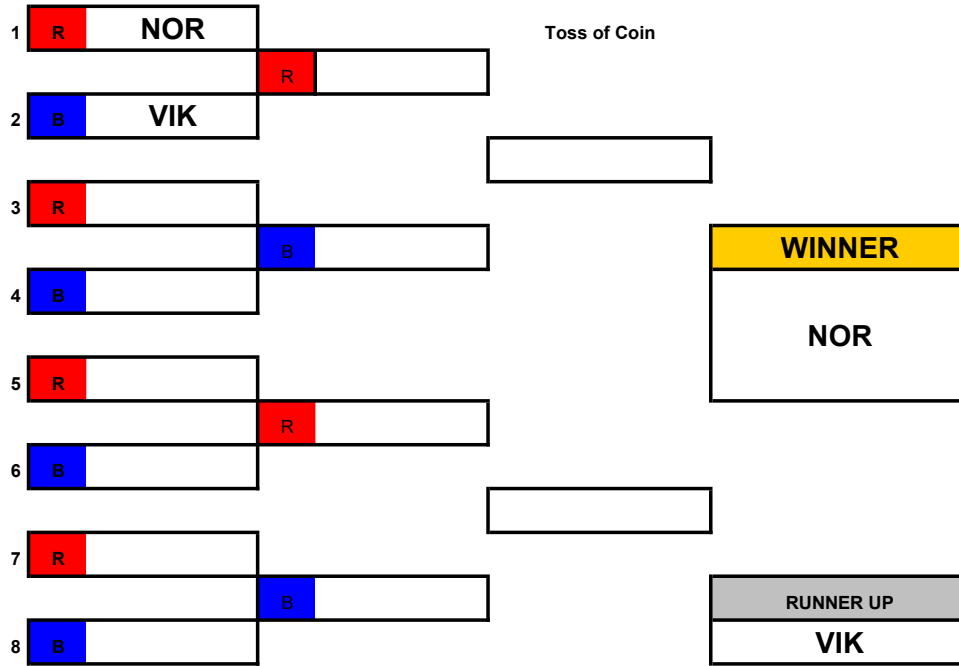 1 R NOR Toss of Coin
R
2 B VIK
3 R
B WINNER
4 B
NOR
5 R
R
6 B
7 R
B RUNNER UP
8 B VIK